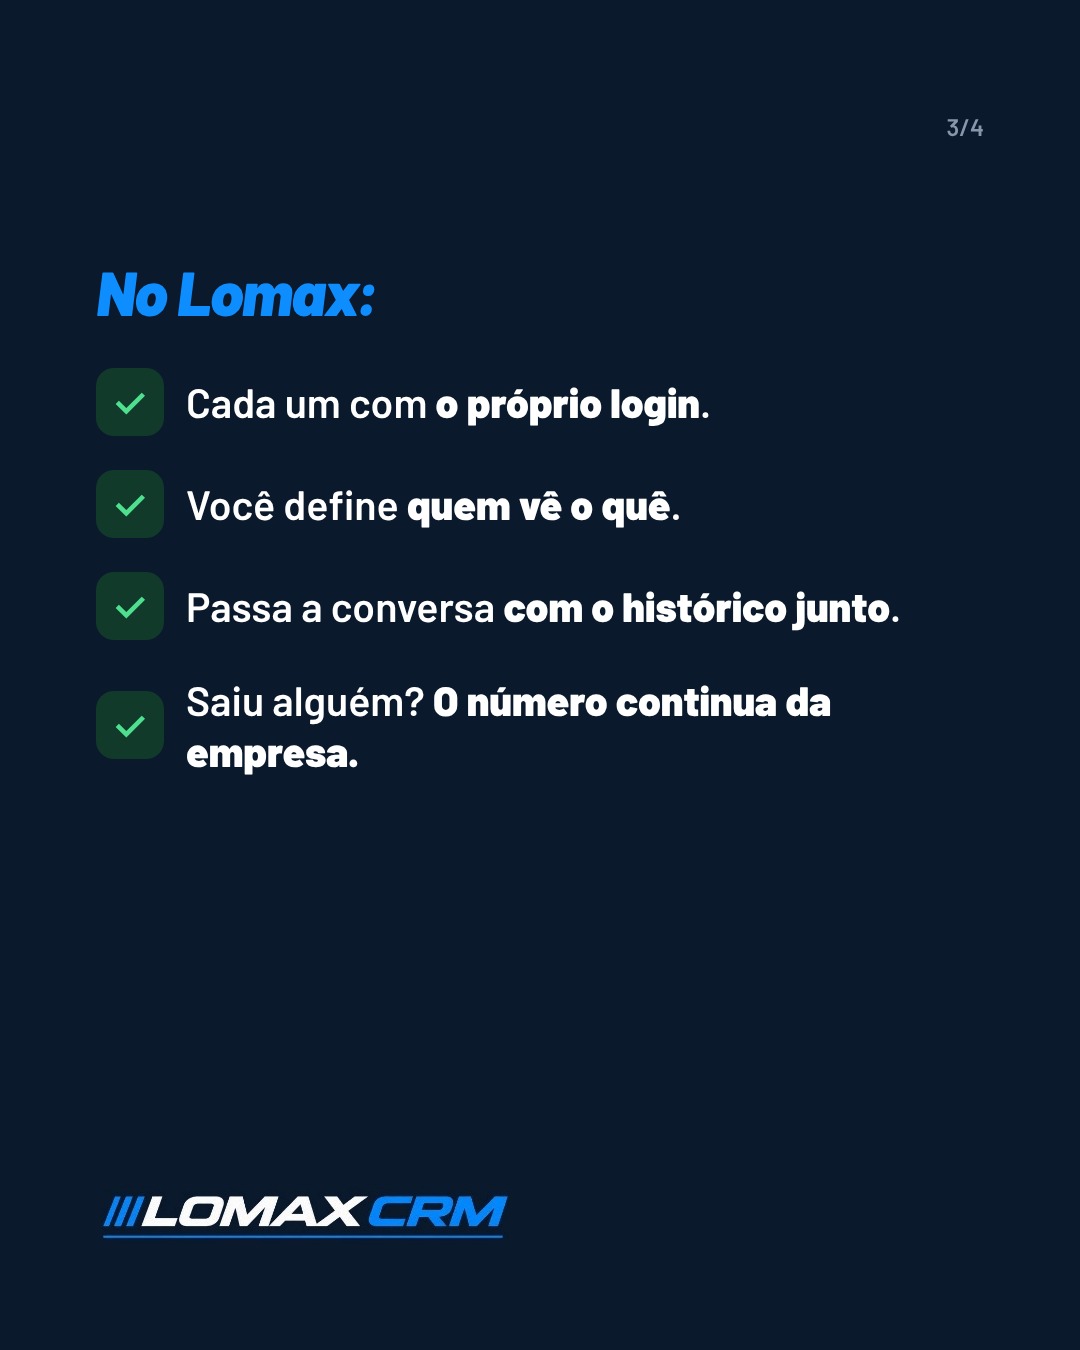 3/4
No Lomax:
Cada um com o próprio login.
Você define quem vê o quê.
Passa a conversa com o histórico junto.
Saiu alguém? O número continua da
empresa.
LOMAX CRM